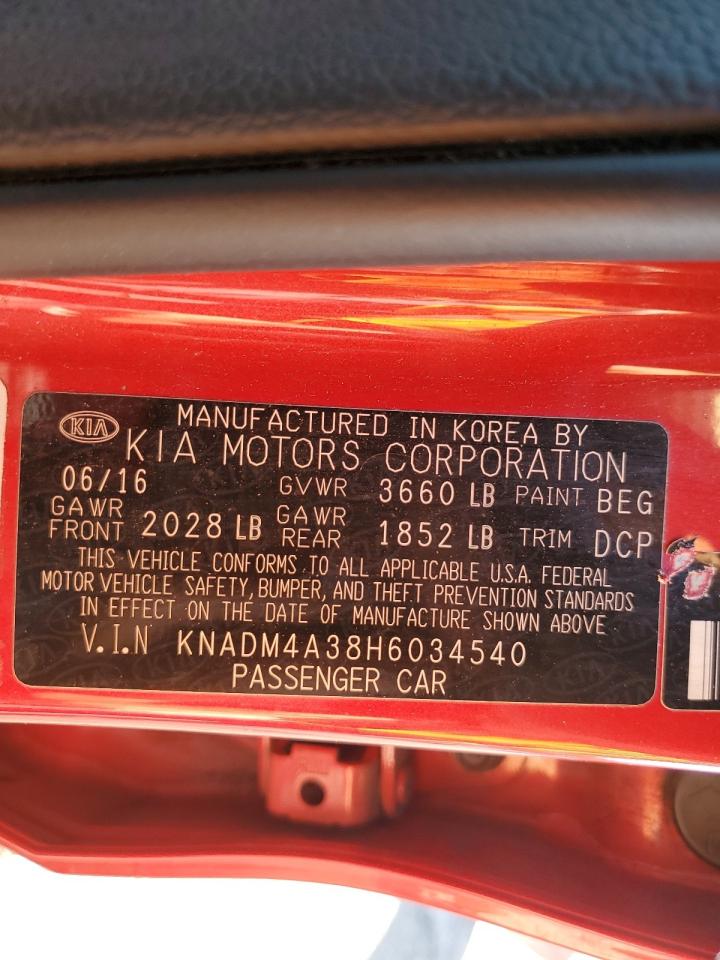 KIA
MANUFACTURED IN KOREA BY
KIA MOTORS CORPORATION
06/16 GVWR 3660 LB PAINT BEG
GAWR FRONT 2028 LB GAWR REAR 1852 LB TRIM DCP
THIS VEHICLE CONFORMS TO ALL APPLICABLE U.S.A. FEDERAL
MOTOR VEHICLE SAFETY, BUMPER, AND THEFT PREVENTION STANDARDS
IN EFFECT ON THE DATE OF MANUFACTURE SHOWN ABOVE
V.I.N KNADM4A38H6034540
PASSENGER CAR